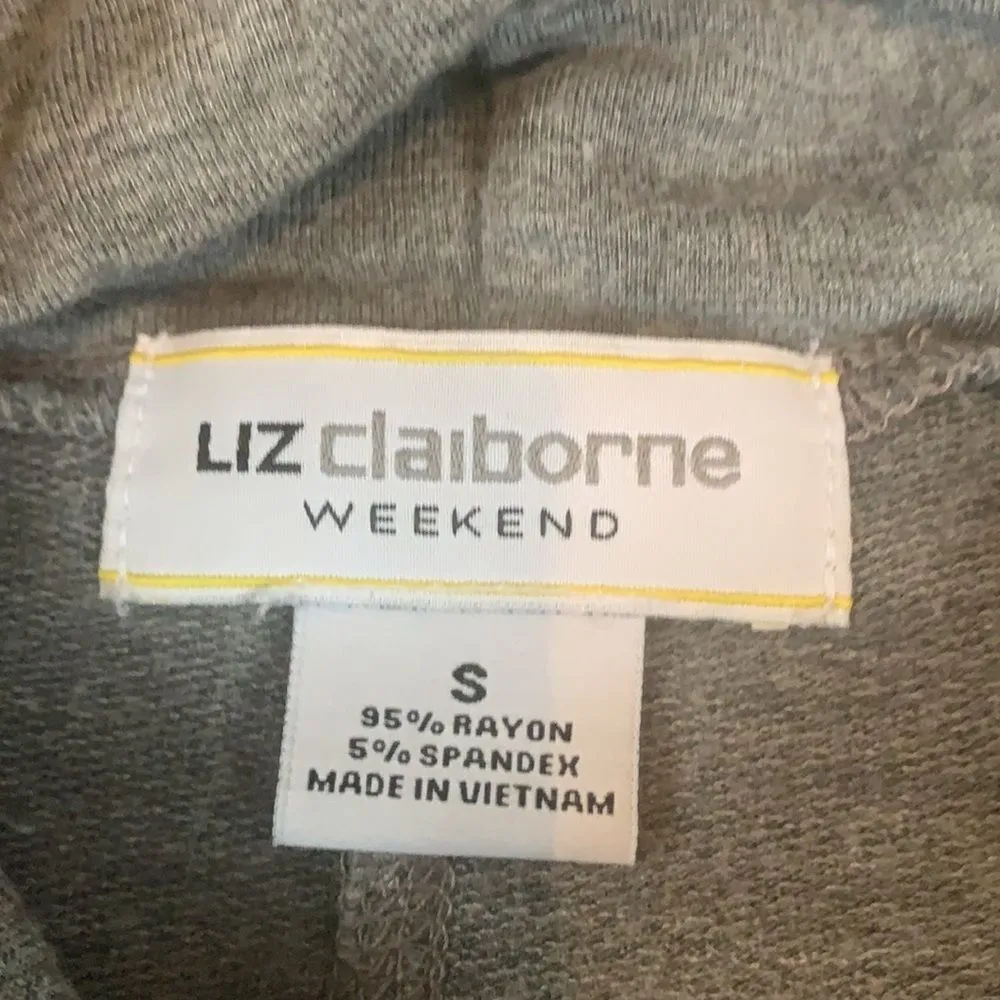 LIZ claiborne
WEEKEND
S
95% RAYON
5% SPANDEX
MADE IN VIETNAM